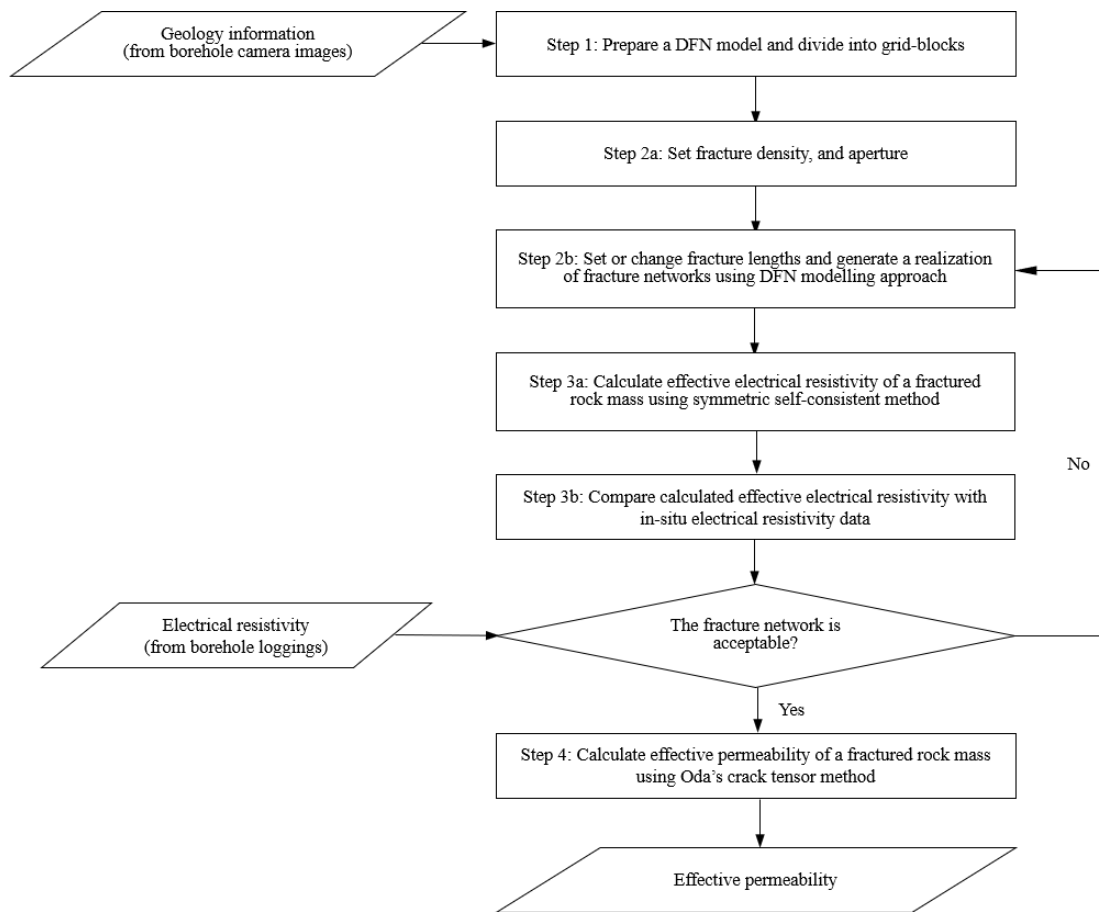 Geology information
(from borehole camera images)
Step 1: Prepare a DFN model and divide into grid-blocks
Step 2a: Set fracture density, and aperture
Step 2b: Set or change fracture lengths and generate a realization
of fracture networks using DFN modelling approach
Step 3a: Calculate effective electrical resistivity of a fractured
rock mass using symmetric self-consistent method
No
Step 3b: Compare calculated effective electrical resistivity with
in-situ electrical resistivity data
Electrical resistivity
(from borehole loggings)
The fracture network is
acceptable?
Yes
Step 4: Calculate effective permeability of a fractured rock mass
using Oda's crack tensor method
Effective permeability